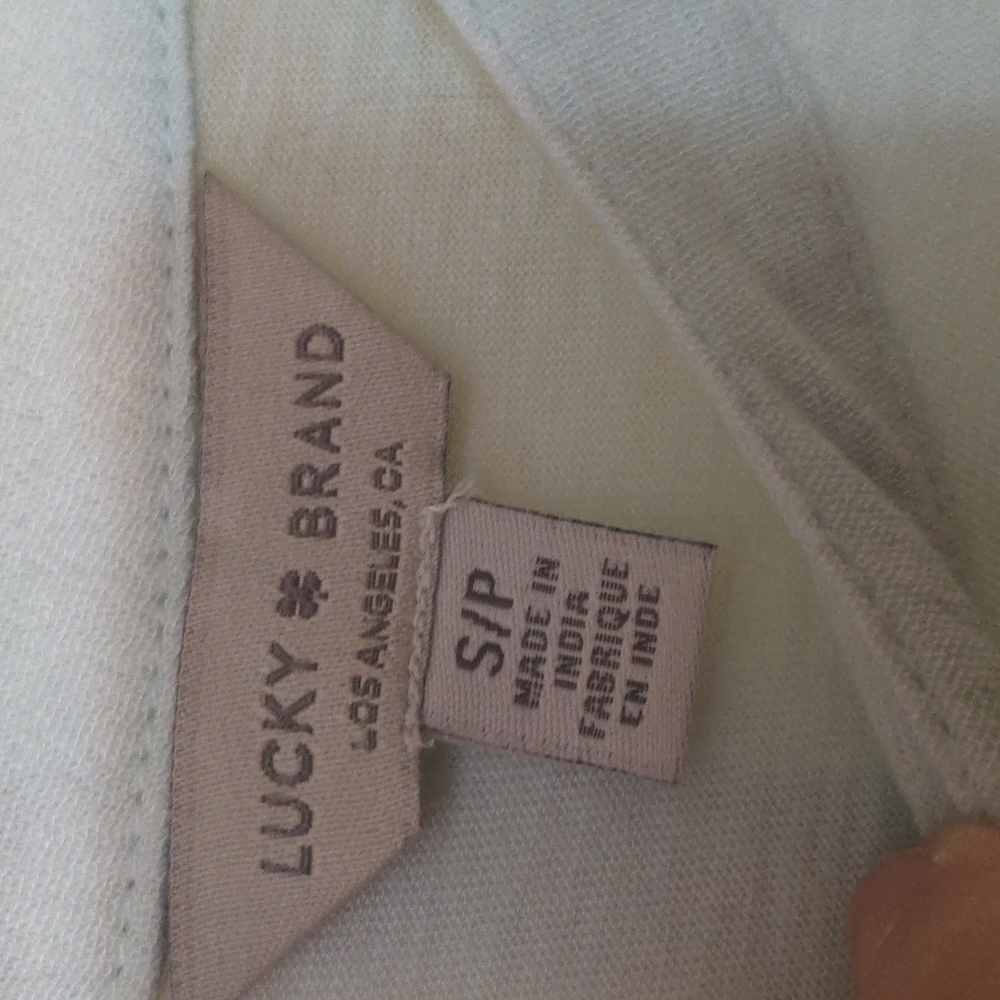 LUCKY BRAND
LOS ANGELES, CA
S/P
MADE IN
INDIA
FABRIQUE
EN INDE